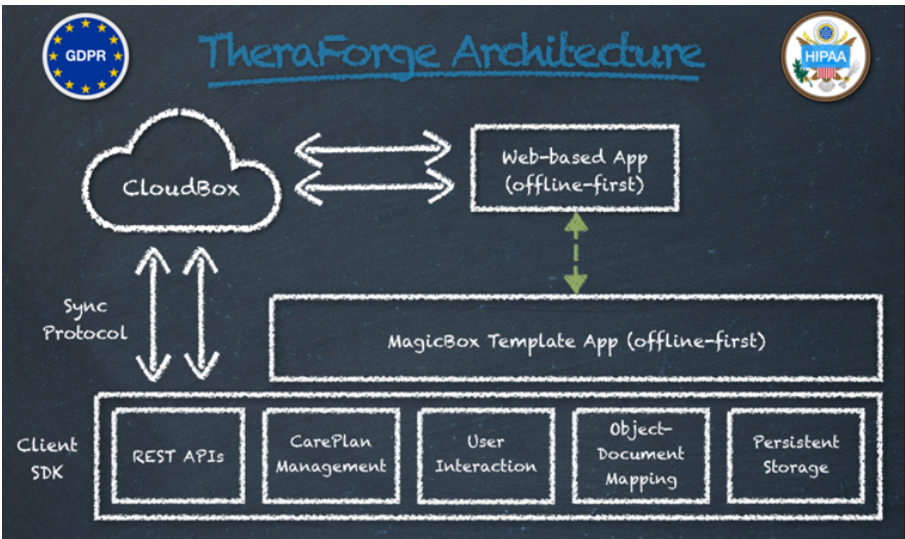 GDPR
TheraForge Architecture
HIPAA
CloudBox
Web-based App
(offline-first)
Sync
Protocol
MagicBox Template App (offline-first)
Client
SDK
REST APIs
CarePlan
Management
User
Interaction
Object-
Document
Mapping
Persistent
Storage